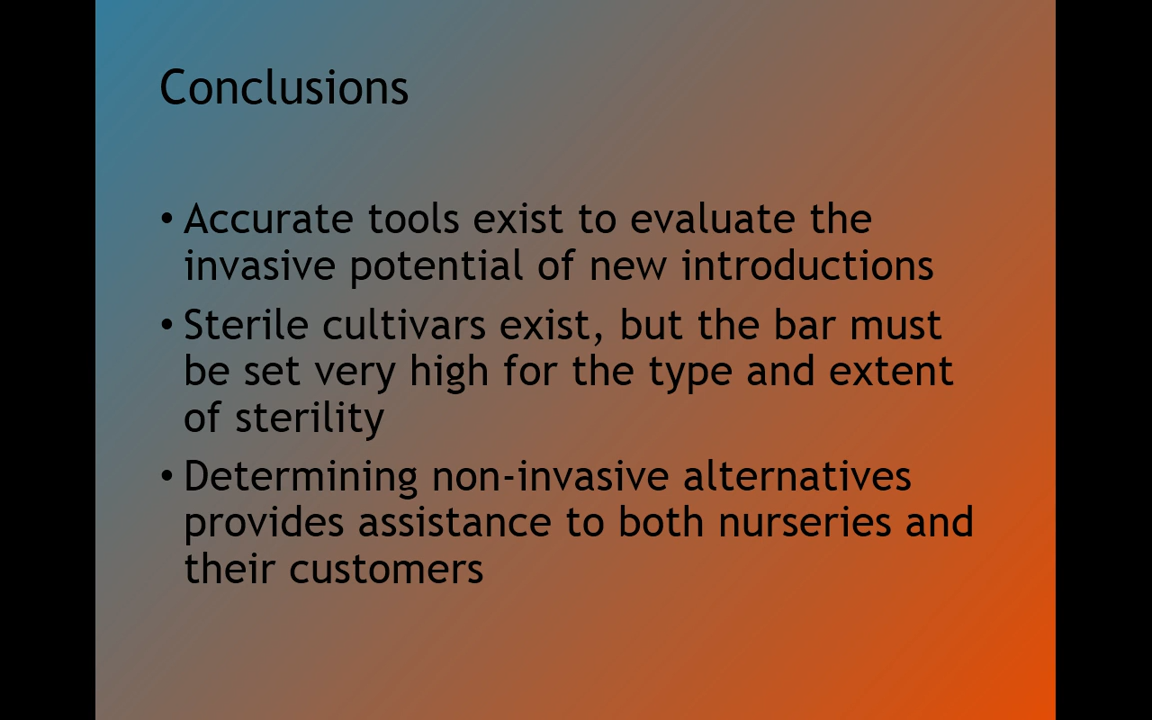 Conclusions
• Accurate tools exist to evaluate the
invasive potential of new introductions
• Sterile cultivars exist, but the bar must
be set very high for the type and extent
of sterility
• Determining non-invasive alternatives
provides assistance to both nurseries and
their customers